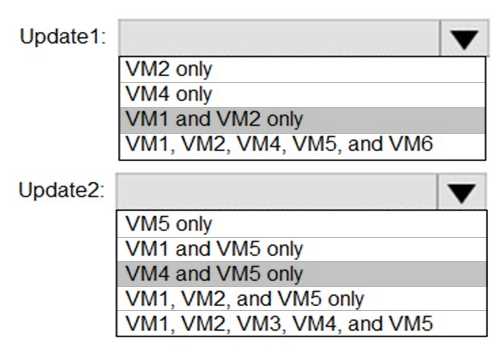 Update1:
VM2 only
VM4 only
VM1 and VM2 only
VM1, VM2, VM4, VM5, and VM6
Update2:
VM5 only
VM1 and VM5 only
VM4 and VM5 only
VM1, VM2, and VM5 only
VM1, VM2, VM3, VM4, and VM5